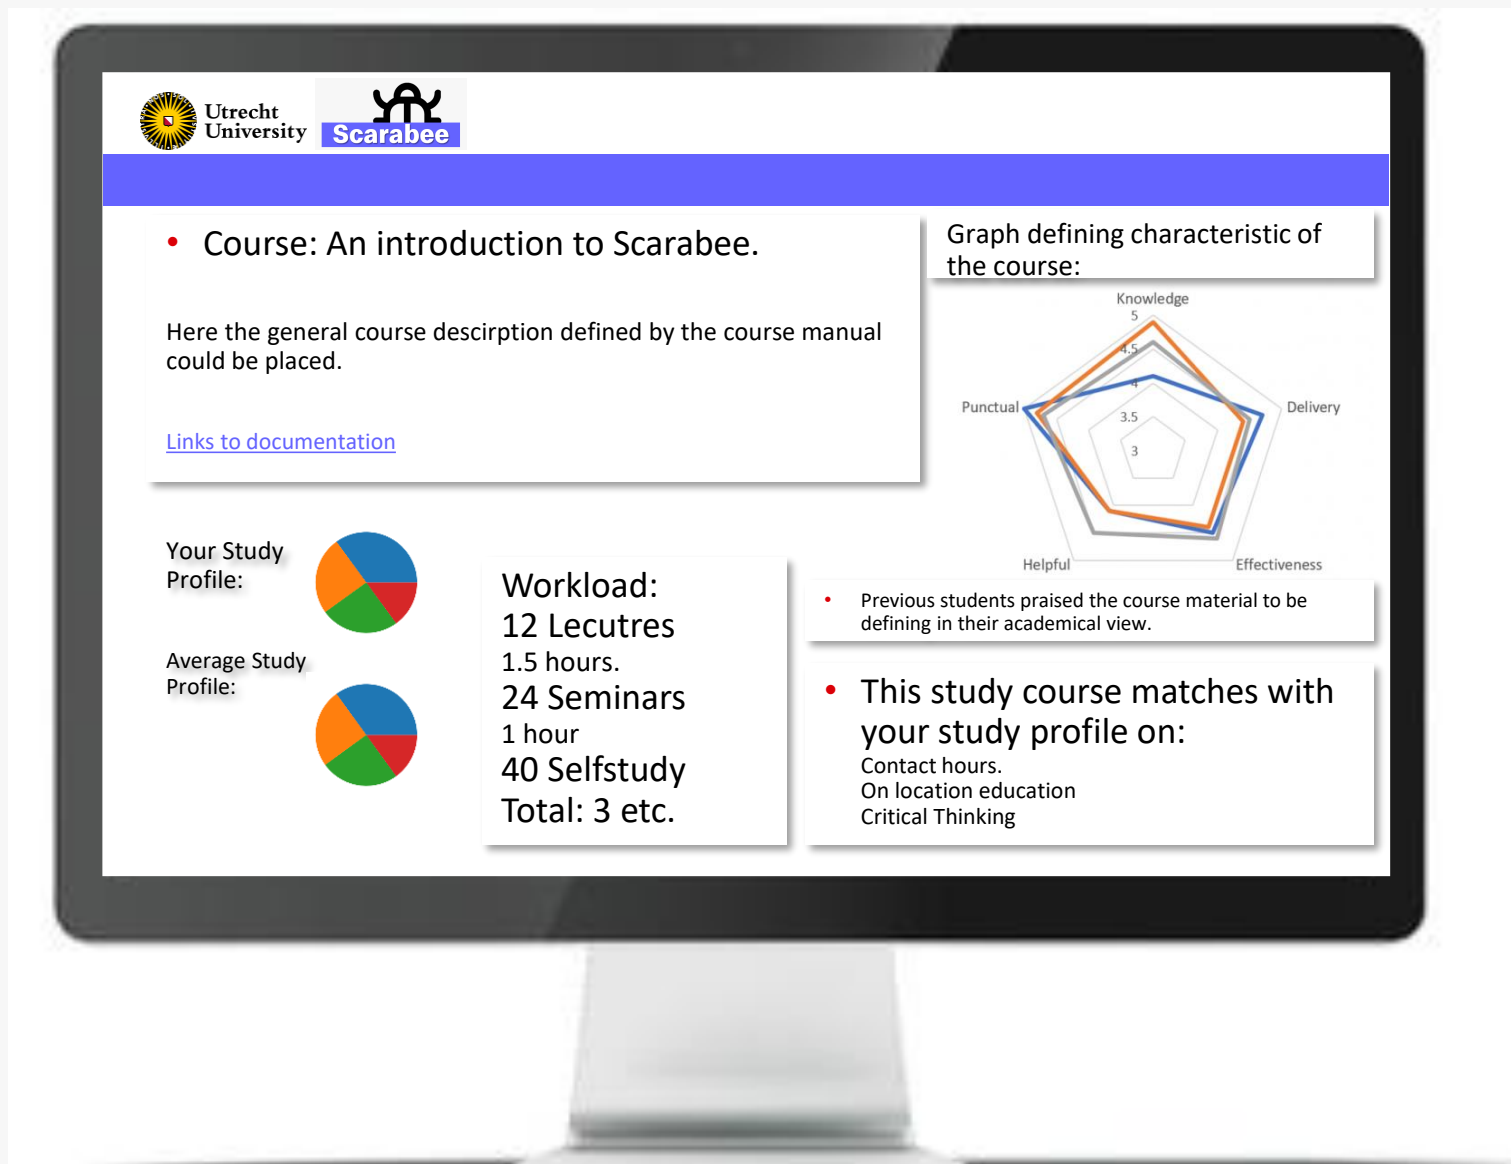 Utrecht
University
Scarabee
• Course: An introduction to Scarabee.
Here the general course descirption defined by the course manual
could be placed.
Links to documentation
Graph defining characteristic of
the course:
Knowledge
5
4.5
4
3.5
3
Punctual
Delivery
Helpful
Effectiveness
Your Study
Profile:
Average Study
Profile:
Workload:
12 Lecutres
1.5 hours.
24 Seminars
1 hour
40 Selfstudy
Total: 3 etc.
• Previous students praised the course material to be
defining in their academical view.
• This study course matches with
your study profile on:
Contact hours.
On location education
Critical Thinking